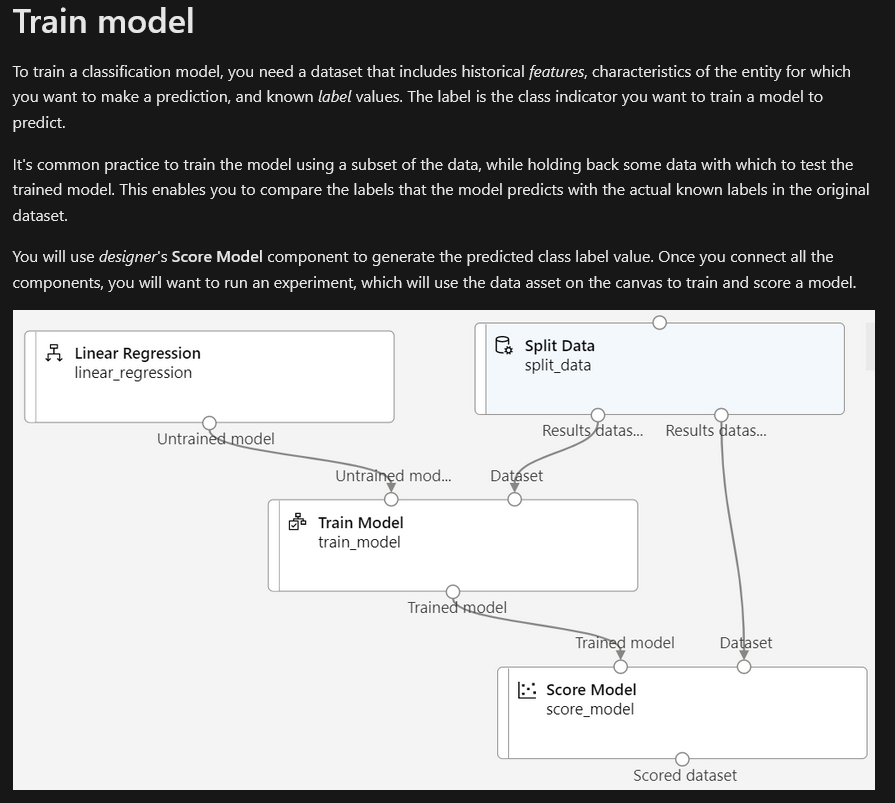 Train model
To train a classification model, you need a dataset that includes historical features, characteristics of the entity for which
you want to make a prediction, and known label values. The label is the class indicator you want to train a model to
predict.
It's common practice to train the model using a subset of the data, while holding back some data with which to test the
trained model. This enables you to compare the labels that the model predicts with the actual known labels in the original
dataset.
You will use designer's Score Model component to generate the predicted class label value. Once you connect all the
components, you will want to run an experiment, which will use the data asset on the canvas to train and score a model.
Linear Regression
linear_regression
Split Data
split_data
Untrained model
Results datas...
Results datas...
Untrained mod...
Dataset
Train Model
train_model
Trained model
Trained model
Dataset
Score Model
score_model
Scored dataset